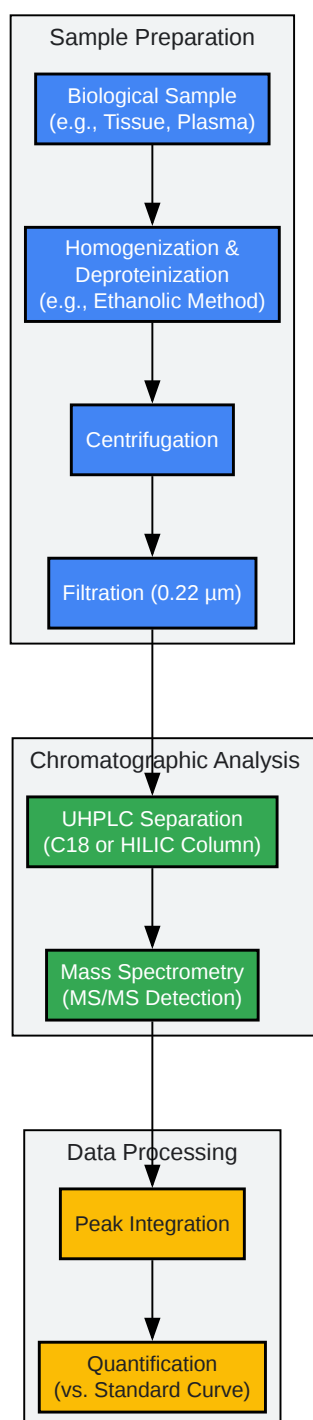 Sample Preparation
Biological Sample
(e.g., Tissue, Plasma)
Homogenization &
Deproteinization
(e.g., Ethanolic Method)
Centrifugation
Filtration (0.22 µm)
Chromatographic Analysis
UHPLC Separation
(C18 or HILIC Column)
Mass Spectrometry
(MS/MS Detection)
Data Processing
Peak Integration
Quantification
(vs. Standard Curve)